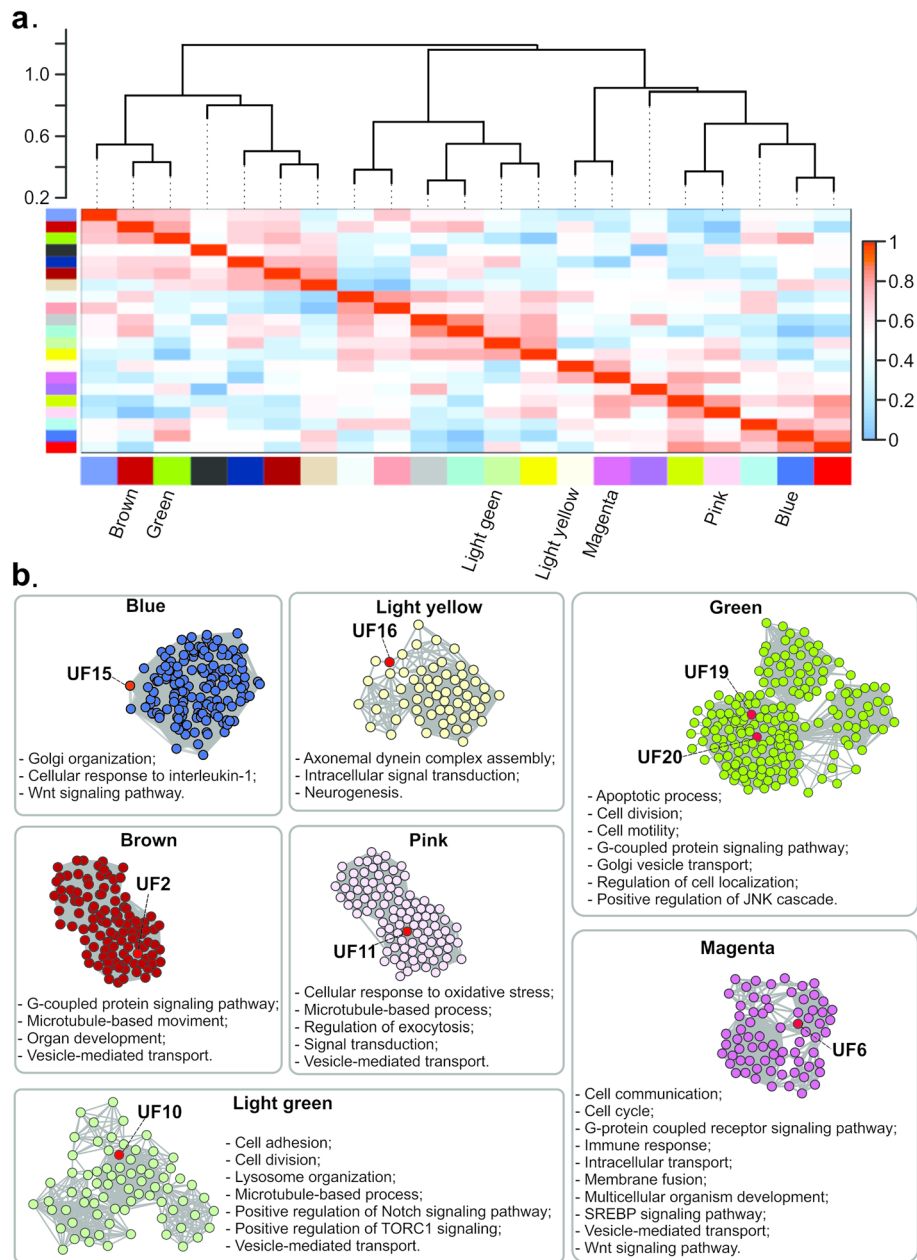 a.
1.0
0.6
0.2
1
0.8
0.6
0.4
0.2
0
Brown
Green
Light geen
Light yellow
Magenta
Pink
Blue
b.
Blue
UF15
- Golgi organization;
- Cellular response to interleukin-1;
- Wnt signaling pathway.
Light yellow
UF16
- Axonemal dynein complex assembly;
- Intracellular signal transduction;
- Neurogenesis.
Green
UF19
UF20
- Apoptotic process;
- Cell division;
- Cell motility;
- G-coupled protein signaling pathway;
- Golgi vesicle transport;
- Regulation of cell localization;
- Positive regulation of JNK cascade.
Brown
UF2
- G-coupled protein signaling pathway;
- Microtubule-based moviment;
- Organ development;
- Vesicle-mediated transport.
Pink
UF11
- Cellular response to oxidative stress;
- Microtubule-based process;
- Regulation of exocytosis;
- Signal transduction;
- Vesicle-mediated transport.
Magenta
UF6
- Cell communication;
- Cell cycle;
- G-protein coupled receptor signaling pathway;
- Immune response;
- Intracellular transport;
- Membrane fusion;
- Multicellular organism development;
- SREBP signaling pathway;
- Vesicle-mediated transport;
- Wnt signaling pathway.
Light green
UF10
- Cell adhesion;
- Cell division;
- Lysosome organization;
- Microtubule-based process;
- Positive regulation of Notch signaling pathway;
- Positive regulation of TORC1 signaling;
- Vesicle-mediated transport.